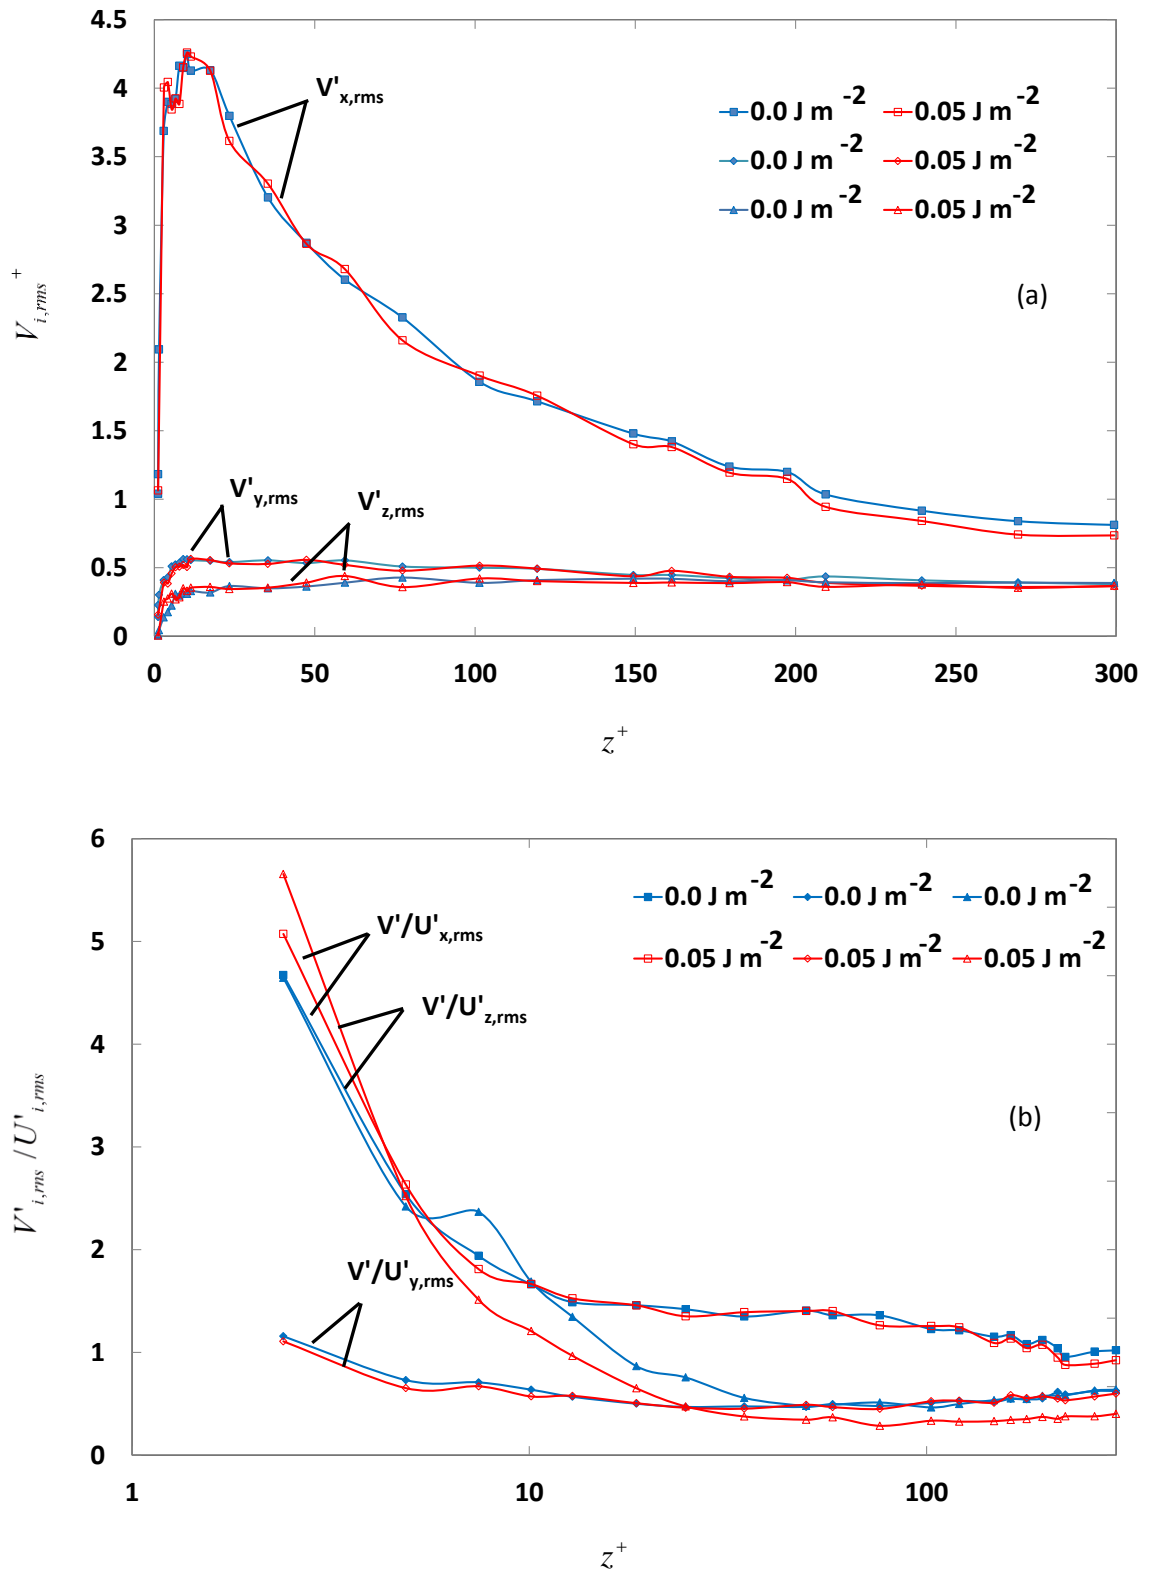 4.5
4
3.5
3
2.5
2
1.5
1
0.5
0
V'x,rms
0.0 J m -2 0.05 J m -2
0.0 J m -2 0.05 J m -2
0.0 J m -2 0.05 J m -2
(a)
V'y,rms
V'z,rms
Vi,rms+
0 50 100 150 200 250 300
z+
6
5
4
3
2
1
0
0.0 J m-2 0.0 J m-2 0.0 J m-2
0.05 J m-2 0.05 J m-2 0.05 J m-2
V'/U'x,rms
V'/U'z,rms
(b)
V'/U'y,rms
V'i,rms /U'i,rms
1 10 100
z+